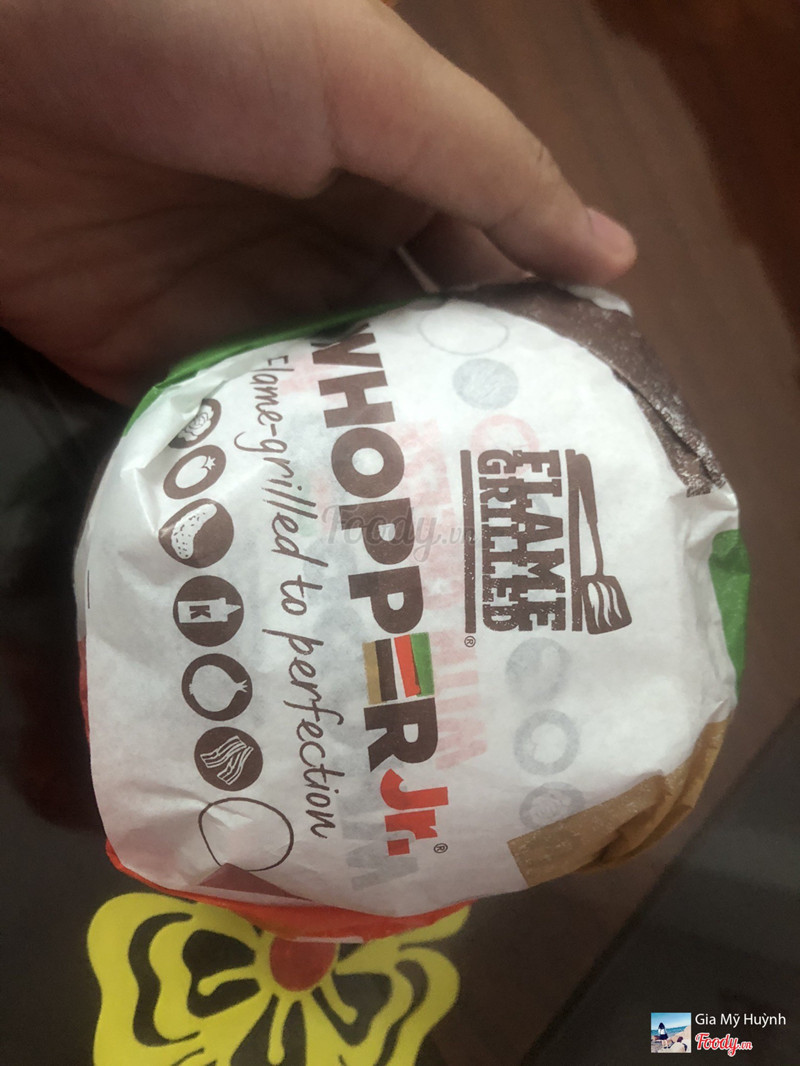 FLAME
GRILLED
®
WHOPPER Jr.®
Flame-grilled to perfection
K
Foody.vn
Gia Mỹ Huỳnh
Foody.vn